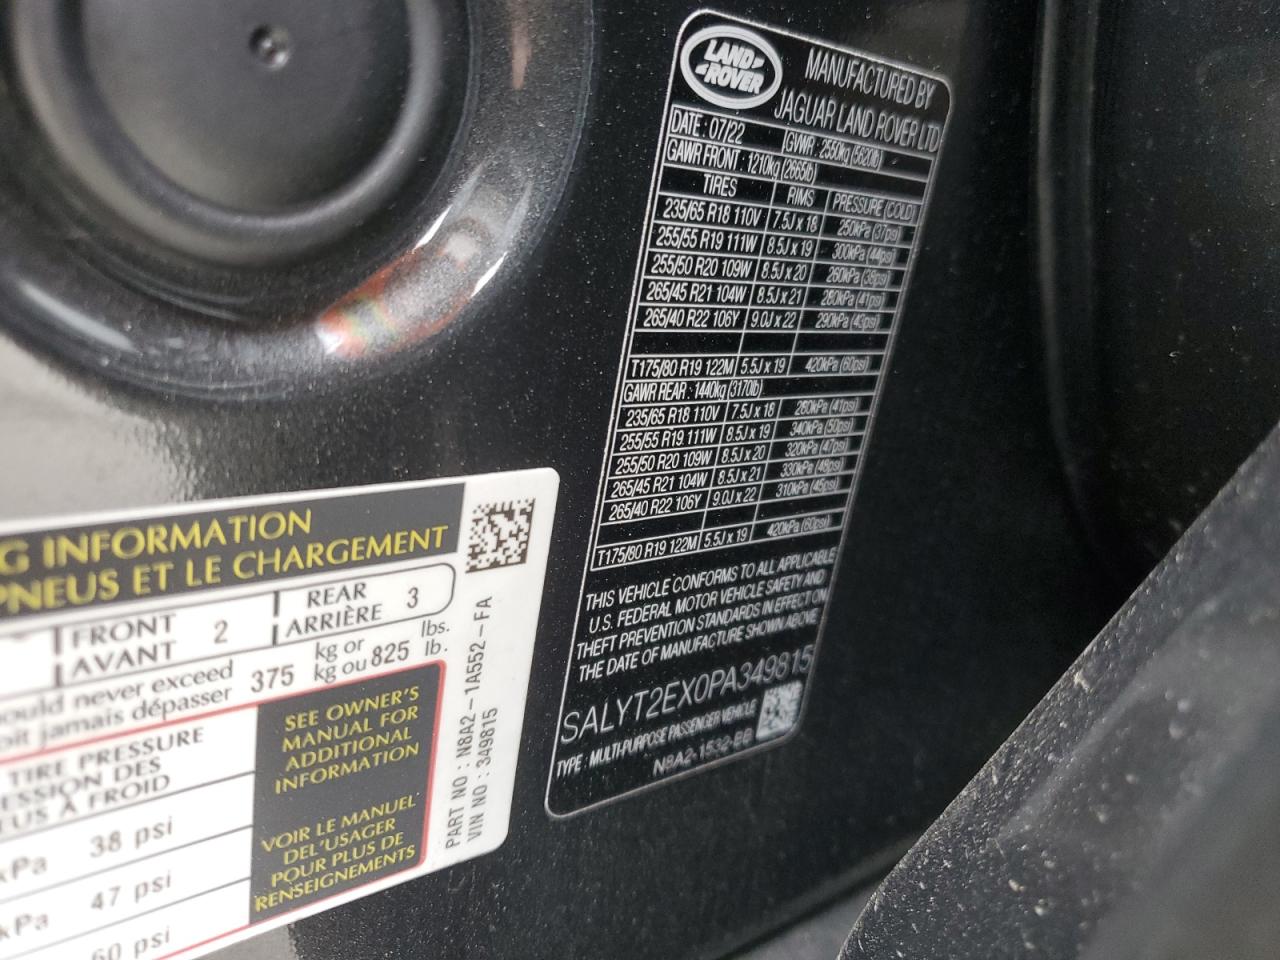 LAND ROVER
MANUFACTURED BY
JAGUAR LAND ROVER LTD
DATE : 07/22 GVWR : 2550kg (5620lb)
GAWR FRONT : 1210kg (2665lb)
TIRES RIMS PRESSURE (COLD)
235/65 R18 110V 7.5J x 18 250kPa (37psi)
255/55 R19 111W 8.5J x 19 300kPa (44psi)
255/50 R20 109W 8.5J x 20 260kPa (38psi)
265/45 R21 104W 8.5J x 21 280kPa (41psi)
265/40 R22 106Y 9.0J x 22 290kPa (43psi)
T175/80 R19 122M 5.5J x 19 420kPa (60psi)
GAWR REAR : 1440kg (3170lb)
235/65 R18 110V 7.5J x 18 280kPa (41psi)
255/55 R19 111W 8.5J x 19 340kPa (50psi)
255/50 R20 109W 8.5J x 20 320kPa (47psi)
265/45 R21 104W 8.5J x 21 330kPa (48psi)
265/40 R22 106Y 9.0J x 22 310kPa (45psi)
T175/80 R19 122M 5.5J x 19 420kPa (60psi)
THIS VEHICLE CONFORMS TO ALL APPLICABLE
U.S. FEDERAL MOTOR VEHICLE SAFETY AND
THEFT PREVENTION STANDARDS IN EFFECT ON
THE DATE OF MANUFACTURE SHOWN ABOVE
SALYT2EX0PA349815
TYPE : MULTI-PURPOSE PASSENGER VEHICLE
N8A2-1532-BB
G INFORMATION
PNEUS ET LE CHARGEMENT
FRONT 2 REAR 3
AVANT ARRIÈRE
ould never exceed 375 kg or 825 lbs.
oit jamais dépasser kg ou lb.
TIRE PRESSURE
ESSION DES
EUS À FROID
kPa 38 psi
kPa 47 psi
60 psi
SEE OWNER'S
MANUAL FOR
ADDITIONAL
INFORMATION
VOIR LE MANUEL
DE L'USAGER
POUR PLUS DE
RENSEIGNEMENTS
PART NO : N8A2-1A552-FA
VIN NO : 349815